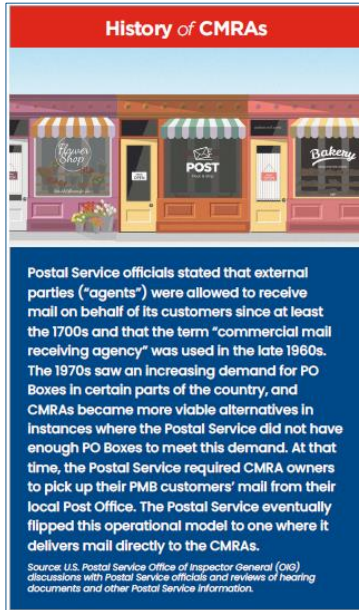 History of CMRAs
Flower
Shop
POST
Bakery
Postal Service officials stated that external
parties (“agents”) were allowed to receive
mail on behalf of its customers since at least
the 1700s and that the term “commercial mail
receiving agency” was used in the late 1960s.
The 1970s saw an increasing demand for PO
Boxes in certain parts of the country, and
CMRAs became more viable alternatives in
instances where the Postal Service did not have
enough PO Boxes to meet this demand. At that
time, the Postal Service required CMRA owners
to pick up their PMB customers’ mail from their
local Post Office. The Postal Service eventually
flipped this operational model to one where it
delivers mail directly to the CMRAs.
Source: U.S. Postal Service Office of Inspector General (OIG)
discussions with Postal Service officials and reviews of hearing
documents and other Postal Service information.